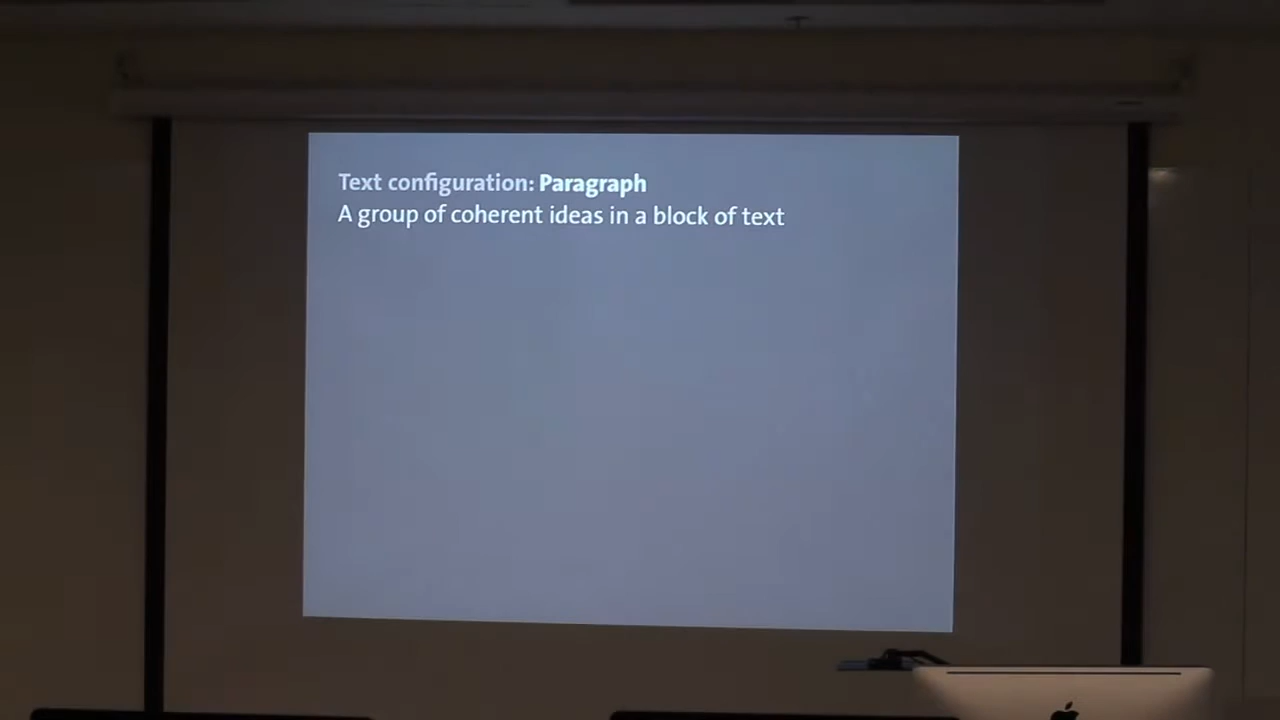 Text configuration: Paragraph
A group of coherent ideas in a block of text